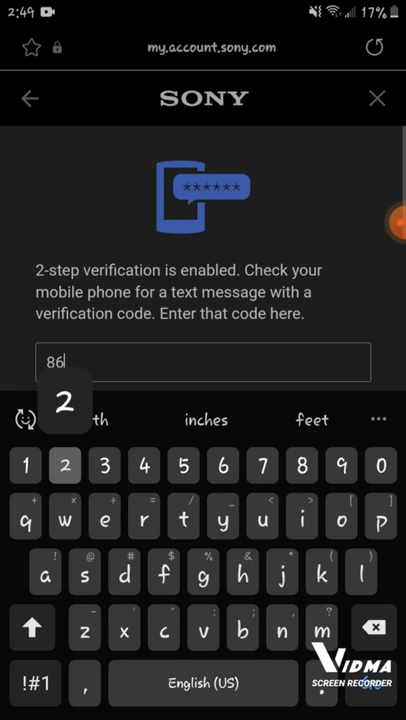 2:49
17%
my.account.sony.com
SONY
******
2-step verification is enabled. Check your
mobile phone for a text message with a
verification code. Enter that code here.
86
2
th inches feet
1 2 3 4 5 6 7 8 9 0
+ × ÷ = / _ < > [ ]
q w e r t y u i o p
! @ # $ % & * ( )
a s d f g h j k l
- ' " : ; , ?
z x c v b n m
!#1 , English (US) .
VIDMA
SCREEN RECORDER